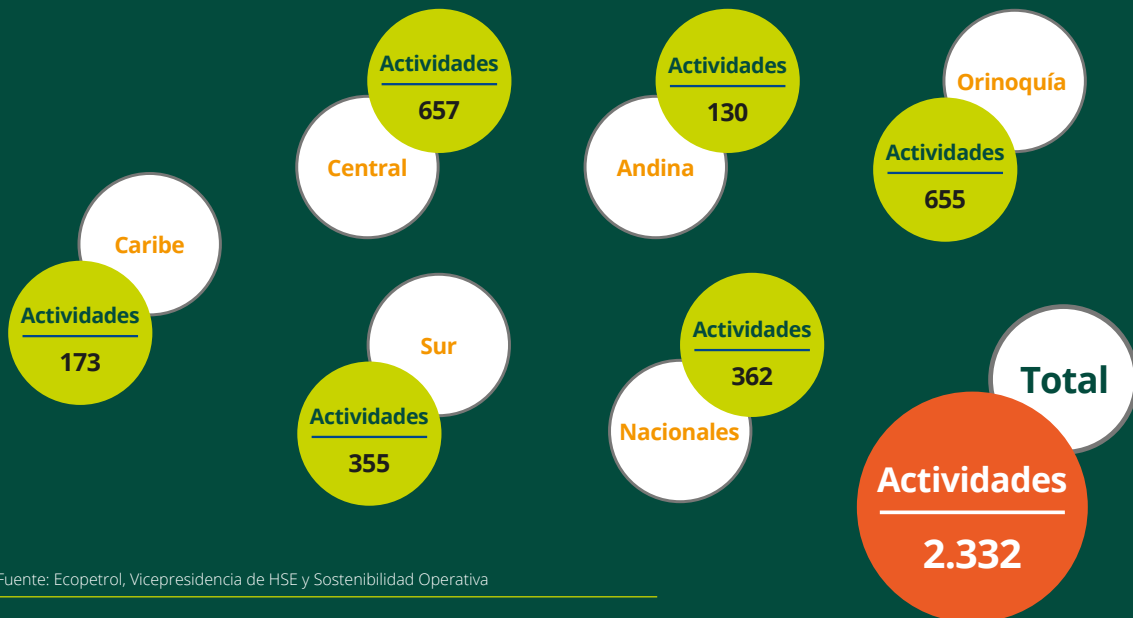 Caribe
Actividades
173
Central
Actividades
657
Andina
Actividades
130
Orinoquía
Actividades
655
Sur
Actividades
355
Nacionales
Actividades
362
Total
Actividades
2.332
Fuente: Ecopetrol, Vicepresidencia de HSE y Sostenibilidad Operativa